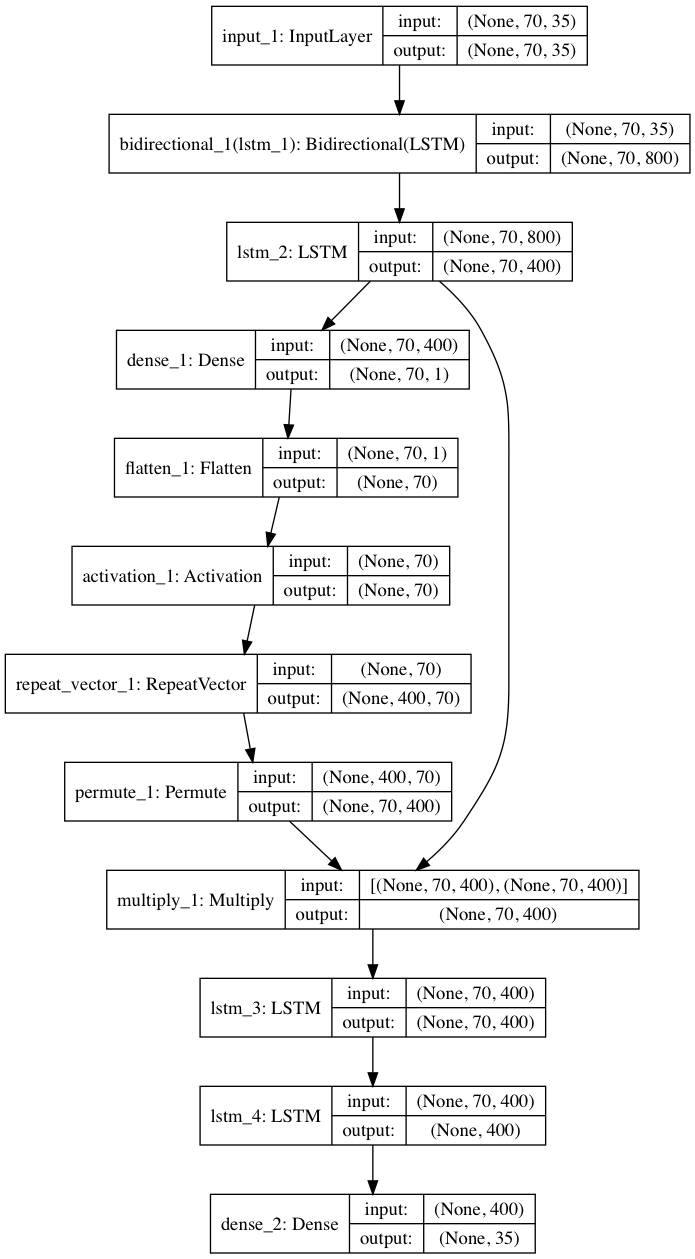 input_1: InputLayer
input: (None, 70, 35)
output: (None, 70, 35)
bidirectional_1(lstm_1): Bidirectional(LSTM)
input: (None, 70, 35)
output: (None, 70, 800)
lstm_2: LSTM
input: (None, 70, 800)
output: (None, 70, 400)
dense_1: Dense
input: (None, 70, 400)
output: (None, 70, 1)
flatten_1: Flatten
input: (None, 70, 1)
output: (None, 70)
activation_1: Activation
input: (None, 70)
output: (None, 70)
repeat_vector_1: RepeatVector
input: (None, 70)
output: (None, 400, 70)
permute_1: Permute
input: (None, 400, 70)
output: (None, 70, 400)
multiply_1: Multiply
input: [(None, 70, 400), (None, 70, 400)]
output: (None, 70, 400)
lstm_3: LSTM
input: (None, 70, 400)
output: (None, 70, 400)
lstm_4: LSTM
input: (None, 70, 400)
output: (None, 400)
dense_2: Dense
input: (None, 400)
output: (None, 35)